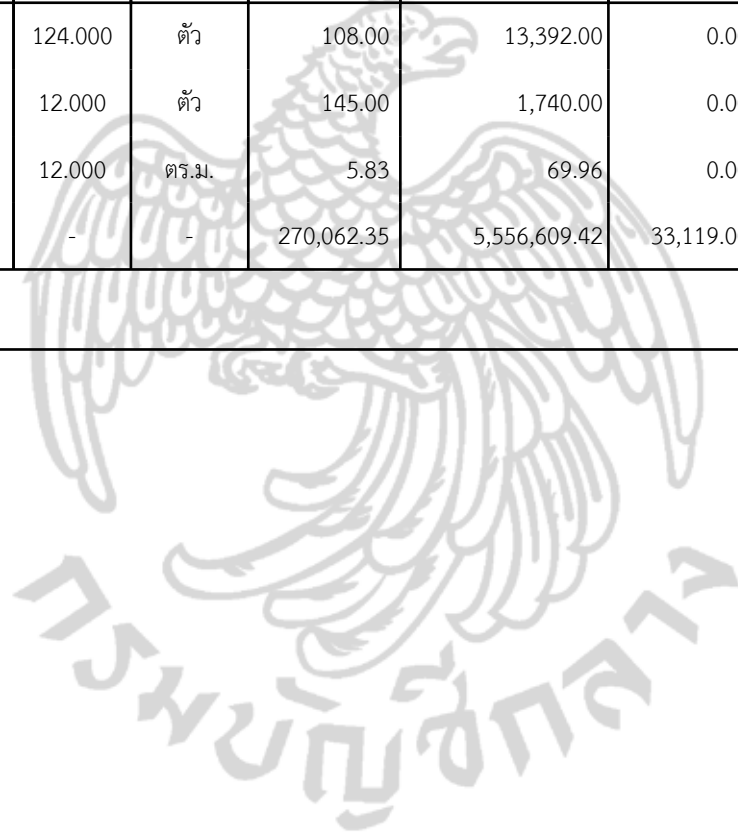 124.000 ตัว 108.00 13,392.00 0.0
12.000 ตัว 145.00 1,740.00 0.0
12.000 ตร.ม. 5.83 69.96 0.0
- - 270,062.35 5,556,609.42 33,119.0
กรมบัญชีกลาง